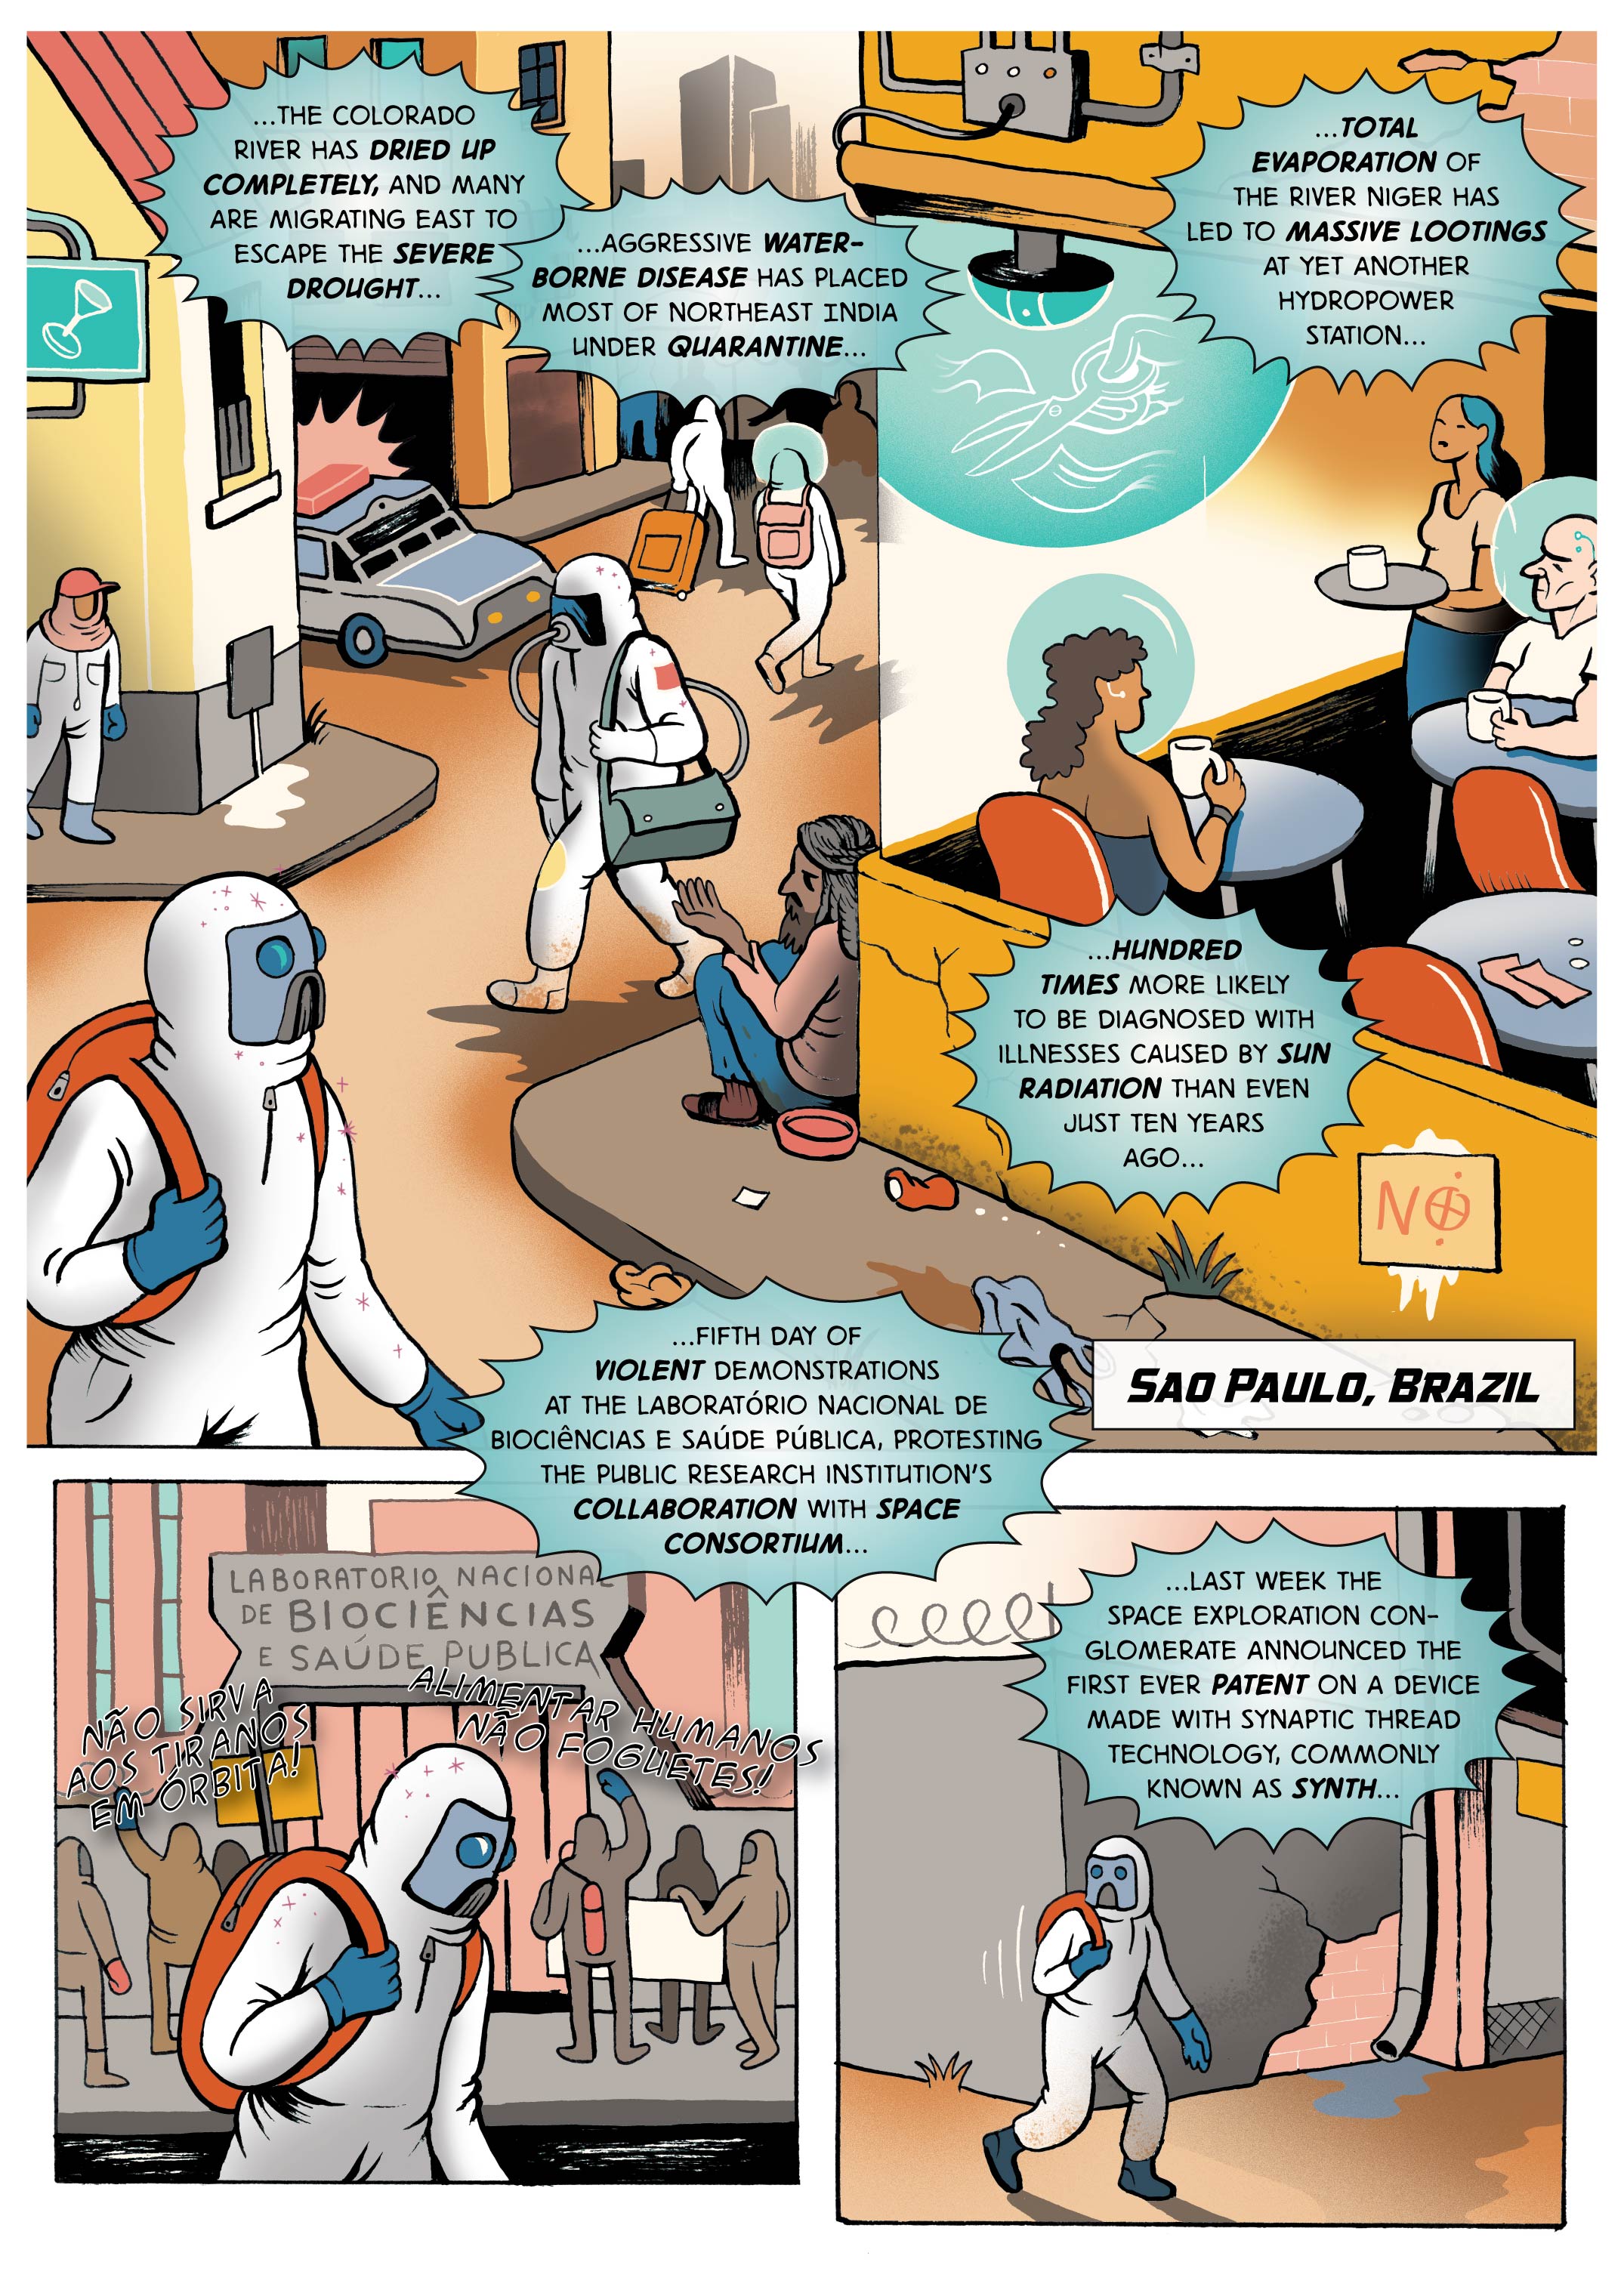 ...THE COLORADO
RIVER HAS DRIED UP
COMPLETELY, AND MANY
ARE MIGRATING EAST TO
ESCAPE THE SEVERE
DROUGHT...
...AGGRESSIVE WATER-
BORNE DISEASE HAS PLACED
MOST OF NORTHEAST INDIA
UNDER QUARANTINE...
...TOTAL
EVAPORATION OF
THE RIVER NIGER HAS
LED TO MASSIVE LOOTINGS
AT YET ANOTHER
HYDROPOWER
STATION...
...HUNDRED
TIMES MORE LIKELY
TO BE DIAGNOSED WITH
ILLNESSES CAUSED BY SUN
RADIATION THAN EVEN
JUST TEN YEARS
AGO...
NO
SAO PAULO, BRAZIL
...FIFTH DAY OF
VIOLENT DEMONSTRATIONS
AT THE LABORATÓRIO NACIONAL DE
BIOCIÊNCIAS E SAÚDE PÚBLICA, PROTESTING
THE PUBLIC RESEARCH INSTITUTION'S
COLLABORATION WITH SPACE
CONSORTIUM...
LABORATORIO NACIONAL
DE BIOCIÊNCIAS
E SAÚDE PUBLICA
NÃO SIRVA
AOS TIRANOS
EM ÓRBITA!
ALIMENTAR HUMANOS
NÃO FOGUETES!
...LAST WEEK THE
SPACE EXPLORATION CON-
GLOMERATE ANNOUNCED THE
FIRST EVER PATENT ON A DEVICE
MADE WITH SYNAPTIC THREAD
TECHNOLOGY, COMMONLY
KNOWN AS SYNTH...